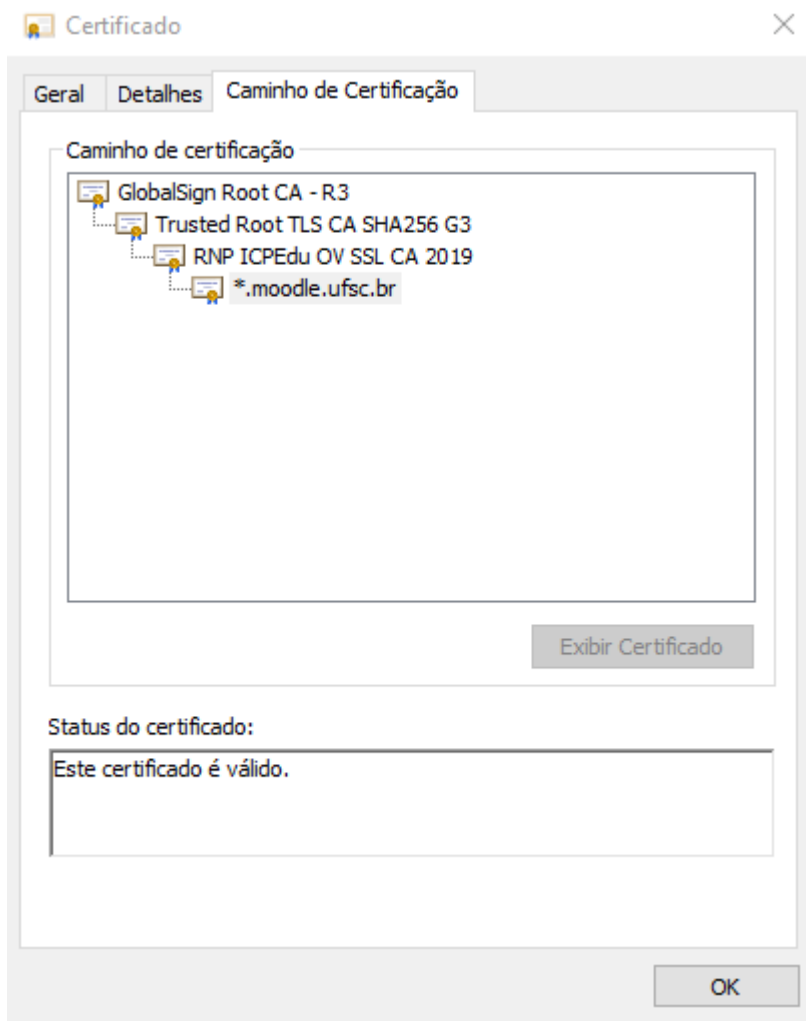 Certificado
Geral Detalhes Caminho de Certificação
Caminho de certificação
GlobalSign Root CA - R3
Trusted Root TLS CA SHA256 G3
RNP ICPEdu OV SSL CA 2019
*.moodle.ufsc.br
Exibir Certificado
Status do certificado:
Este certificado é válido.
OK